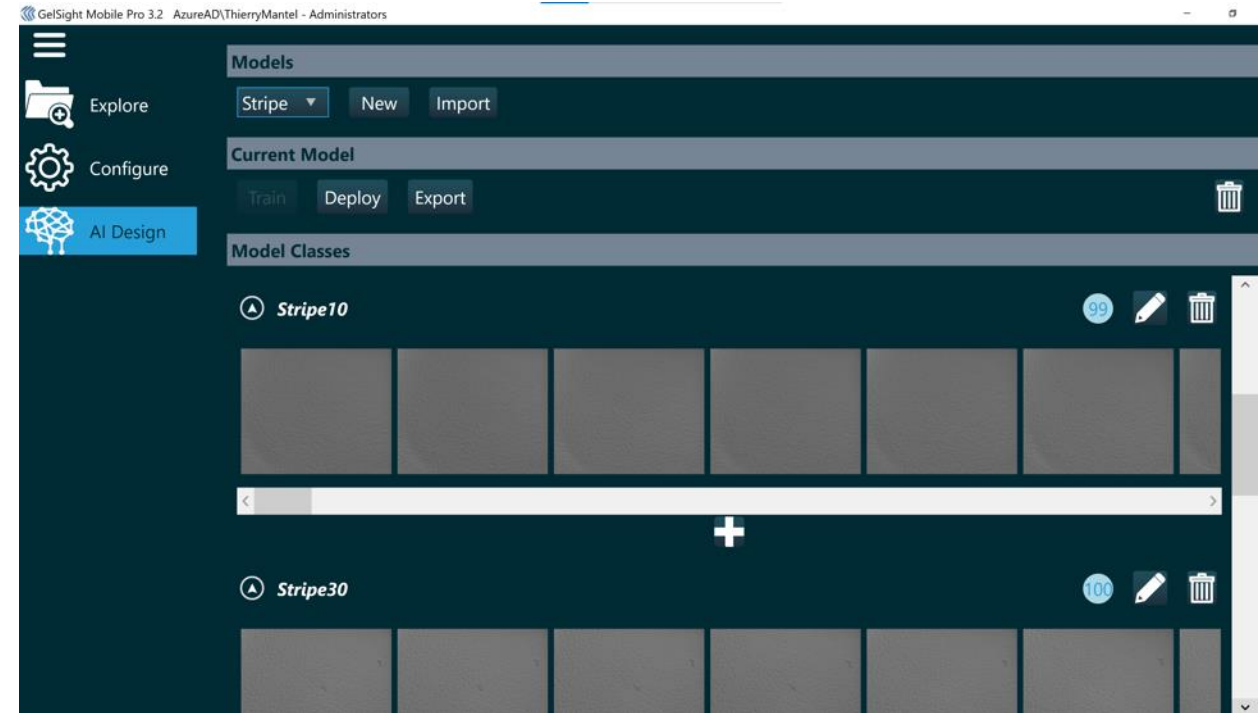 GelSight Mobile Pro 3.2 AzureAD\ThierryMantel - Administrators
Models
Explore
Stripe New Import
Current Model
Configure
Train Deploy Export
AI Design
Model Classes
Stripe10 99
Stripe30 100